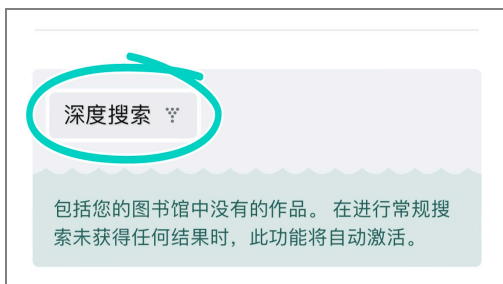 深度搜索
包括您的图书馆中没有的作品。 在进行常规搜
索未获得任何结果时，此功能将自动激活。